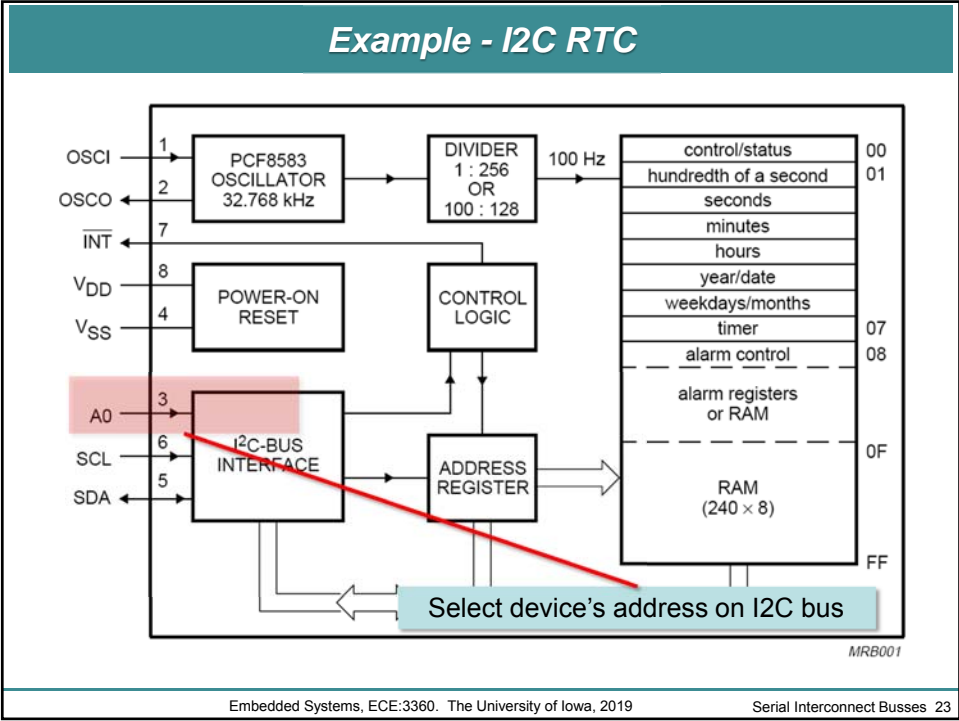 Example - I2C RTC
OSCI
1
OSCO
2
INT
7
VDD
8
VSS
4
A0
3
SCL
6
SDA
5
PCF8583
OSCILLATOR
32.768 kHz
DIVIDER
1 : 256
OR
100 : 128
100 Hz
POWER-ON
RESET
CONTROL
LOGIC
I²C-BUS
INTERFACE
ADDRESS
REGISTER
control/status
00
hundredth of a second
01
seconds
minutes
hours
year/date
weekdays/months
timer
07
alarm control
08
alarm registers
or RAM
0F
RAM
(240 × 8)
FF
Select device's address on I2C bus
MRB001
Embedded Systems, ECE:3360. The University of Iowa, 2019
Serial Interconnect Busses 23